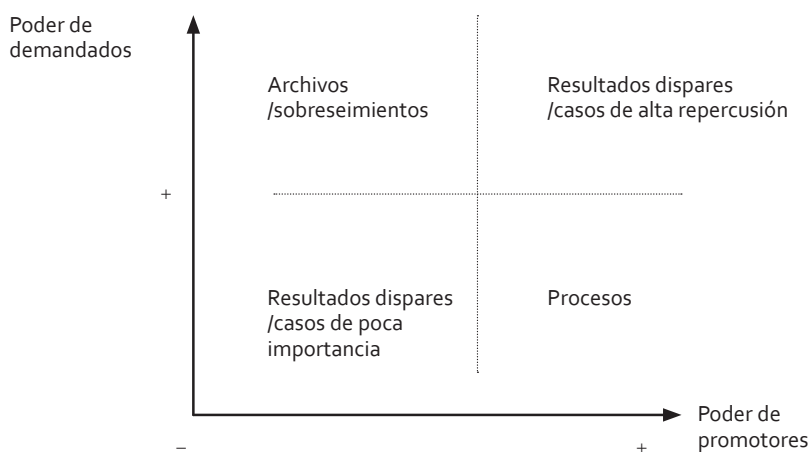 Poder de
demandados
Archivos
/sobreseimientos
Resultados dispares
/casos de alta repercusión
+
Resultados dispares
/casos de poca
importancia
Procesos
Poder de
promotores
–
+